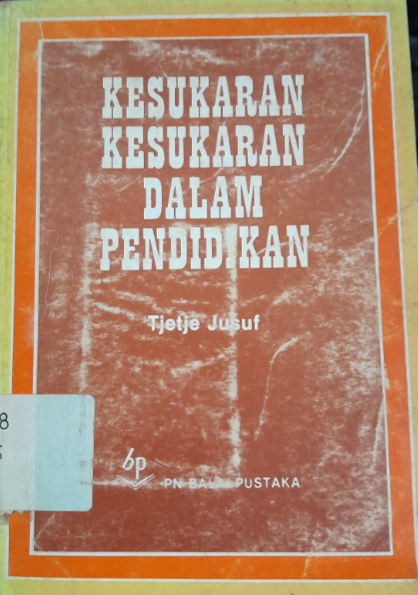 KESUKARAN
KESUKARAN
DALAM
PENDIDIKAN
Tjetje Jusuf
8
S
bp
PN BALAI PUSTAKA